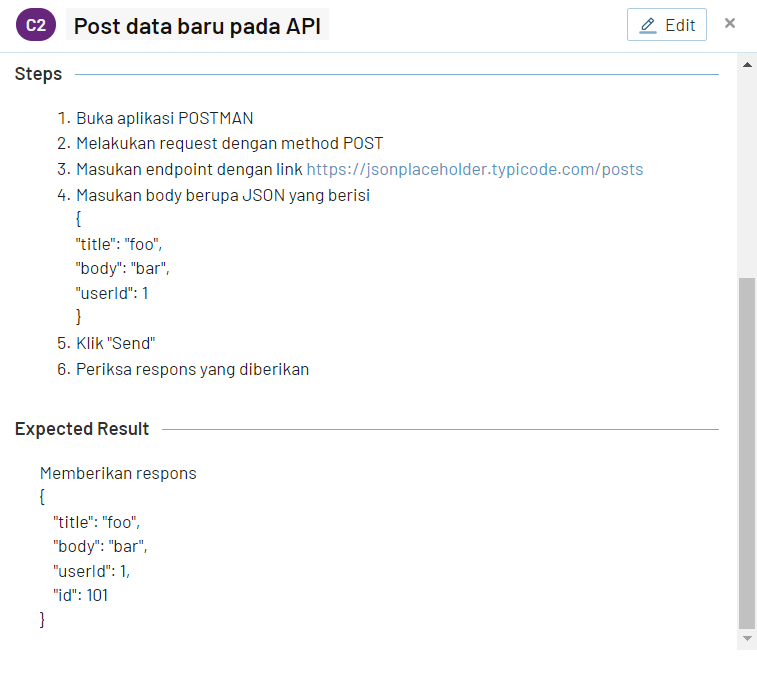 C2 Post data baru pada API Edit ×
Steps
1. Buka aplikasi POSTMAN
2. Melakukan request dengan method POST
3. Masukan endpoint dengan link https://jsonplaceholder.typicode.com/posts
4. Masukan body berupa JSON yang berisi
{
"title": "foo",
"body": "bar",
"userId": 1
}
5. Klik "Send"
6. Periksa respons yang diberikan
Expected Result
Memberikan respons
{
"title": "foo",
"body": "bar",
"userId": 1,
"id": 101
}